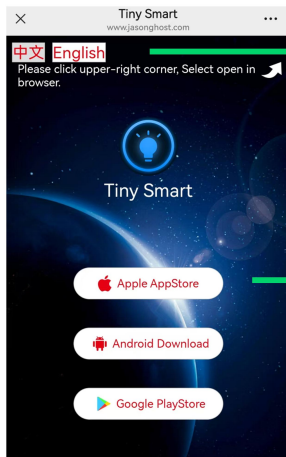 Tiny Smart
www.jasonghost.com
中文 English
Please click upper-right corner, Select open in
browser.
Tiny Smart
Apple AppStore
Android Download
Google PlayStore